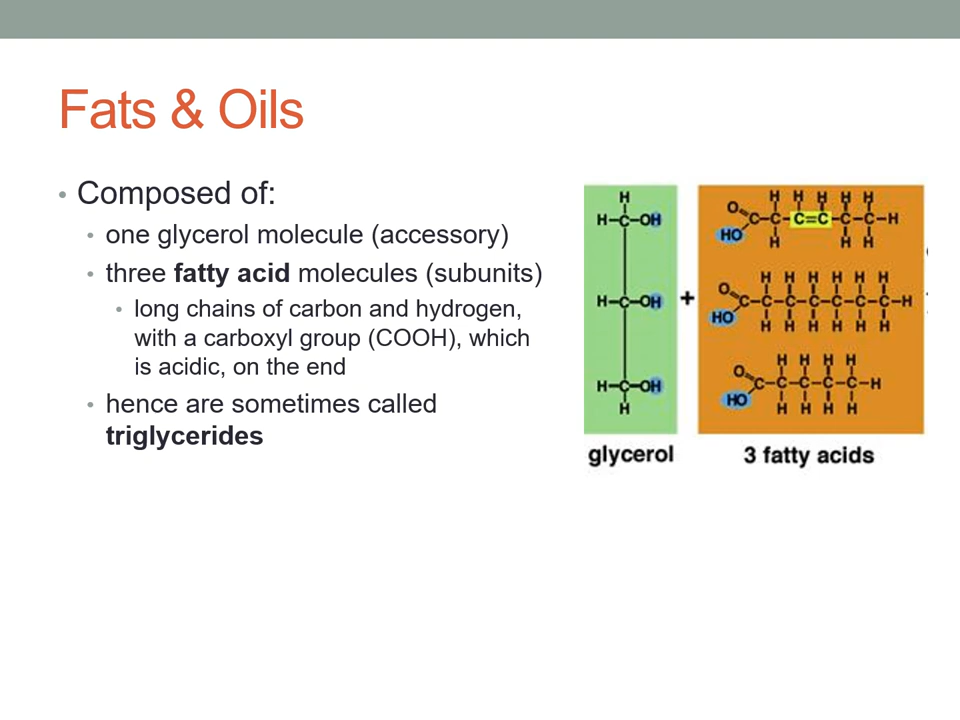 Fats & Oils
• Composed of:
• one glycerol molecule (accessory)
• three fatty acid molecules (subunits)
• long chains of carbon and hydrogen,
with a carboxyl group (COOH), which
is acidic, on the end
• hence are sometimes called
triglycerides
H
H–C–OH
H–C–OH
H–C–OH
H
glycerol
+
H H H H H
O C–C–C=C–C–C–H
HO
H H H
H H H H H H
O C–C–C–C–C–C–C–H
HO
H H H H H H
H H H H
O C–C–C–C–C–H
HO
H H H H
3 fatty acids